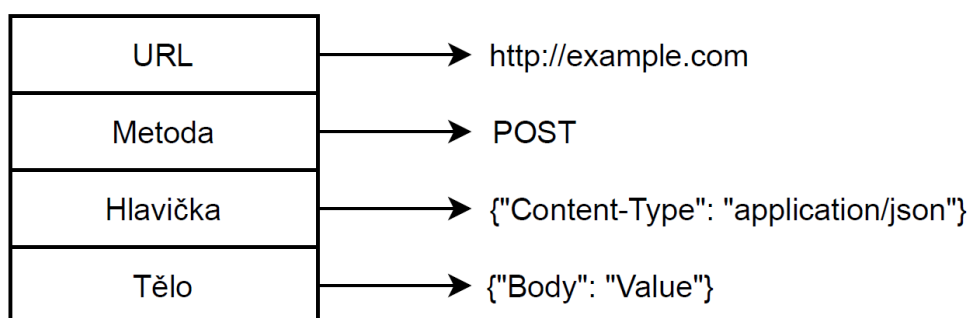 URL http://example.com
Metoda POST
Hlavička {"Content-Type": "application/json"}
Tělo {"Body": "Value"}